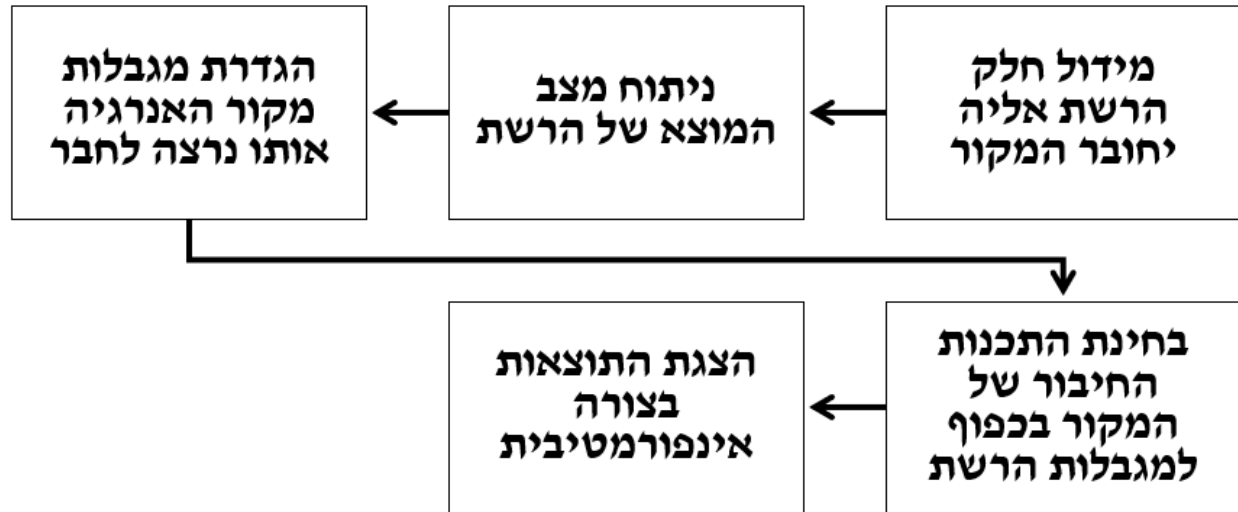 מידול חלק
הרשת אליה
יחובר המקור
ניתוח מצב
המוצא של הרשת
הגדרת מגבלות
מקור האנרגיה
אותו נרצה לחבר
בחינת התכנות
החיבור של
המקור בכפוף
למגבלות הרשת
הצגת התוצאות
בצורה
אינפורמטיבית